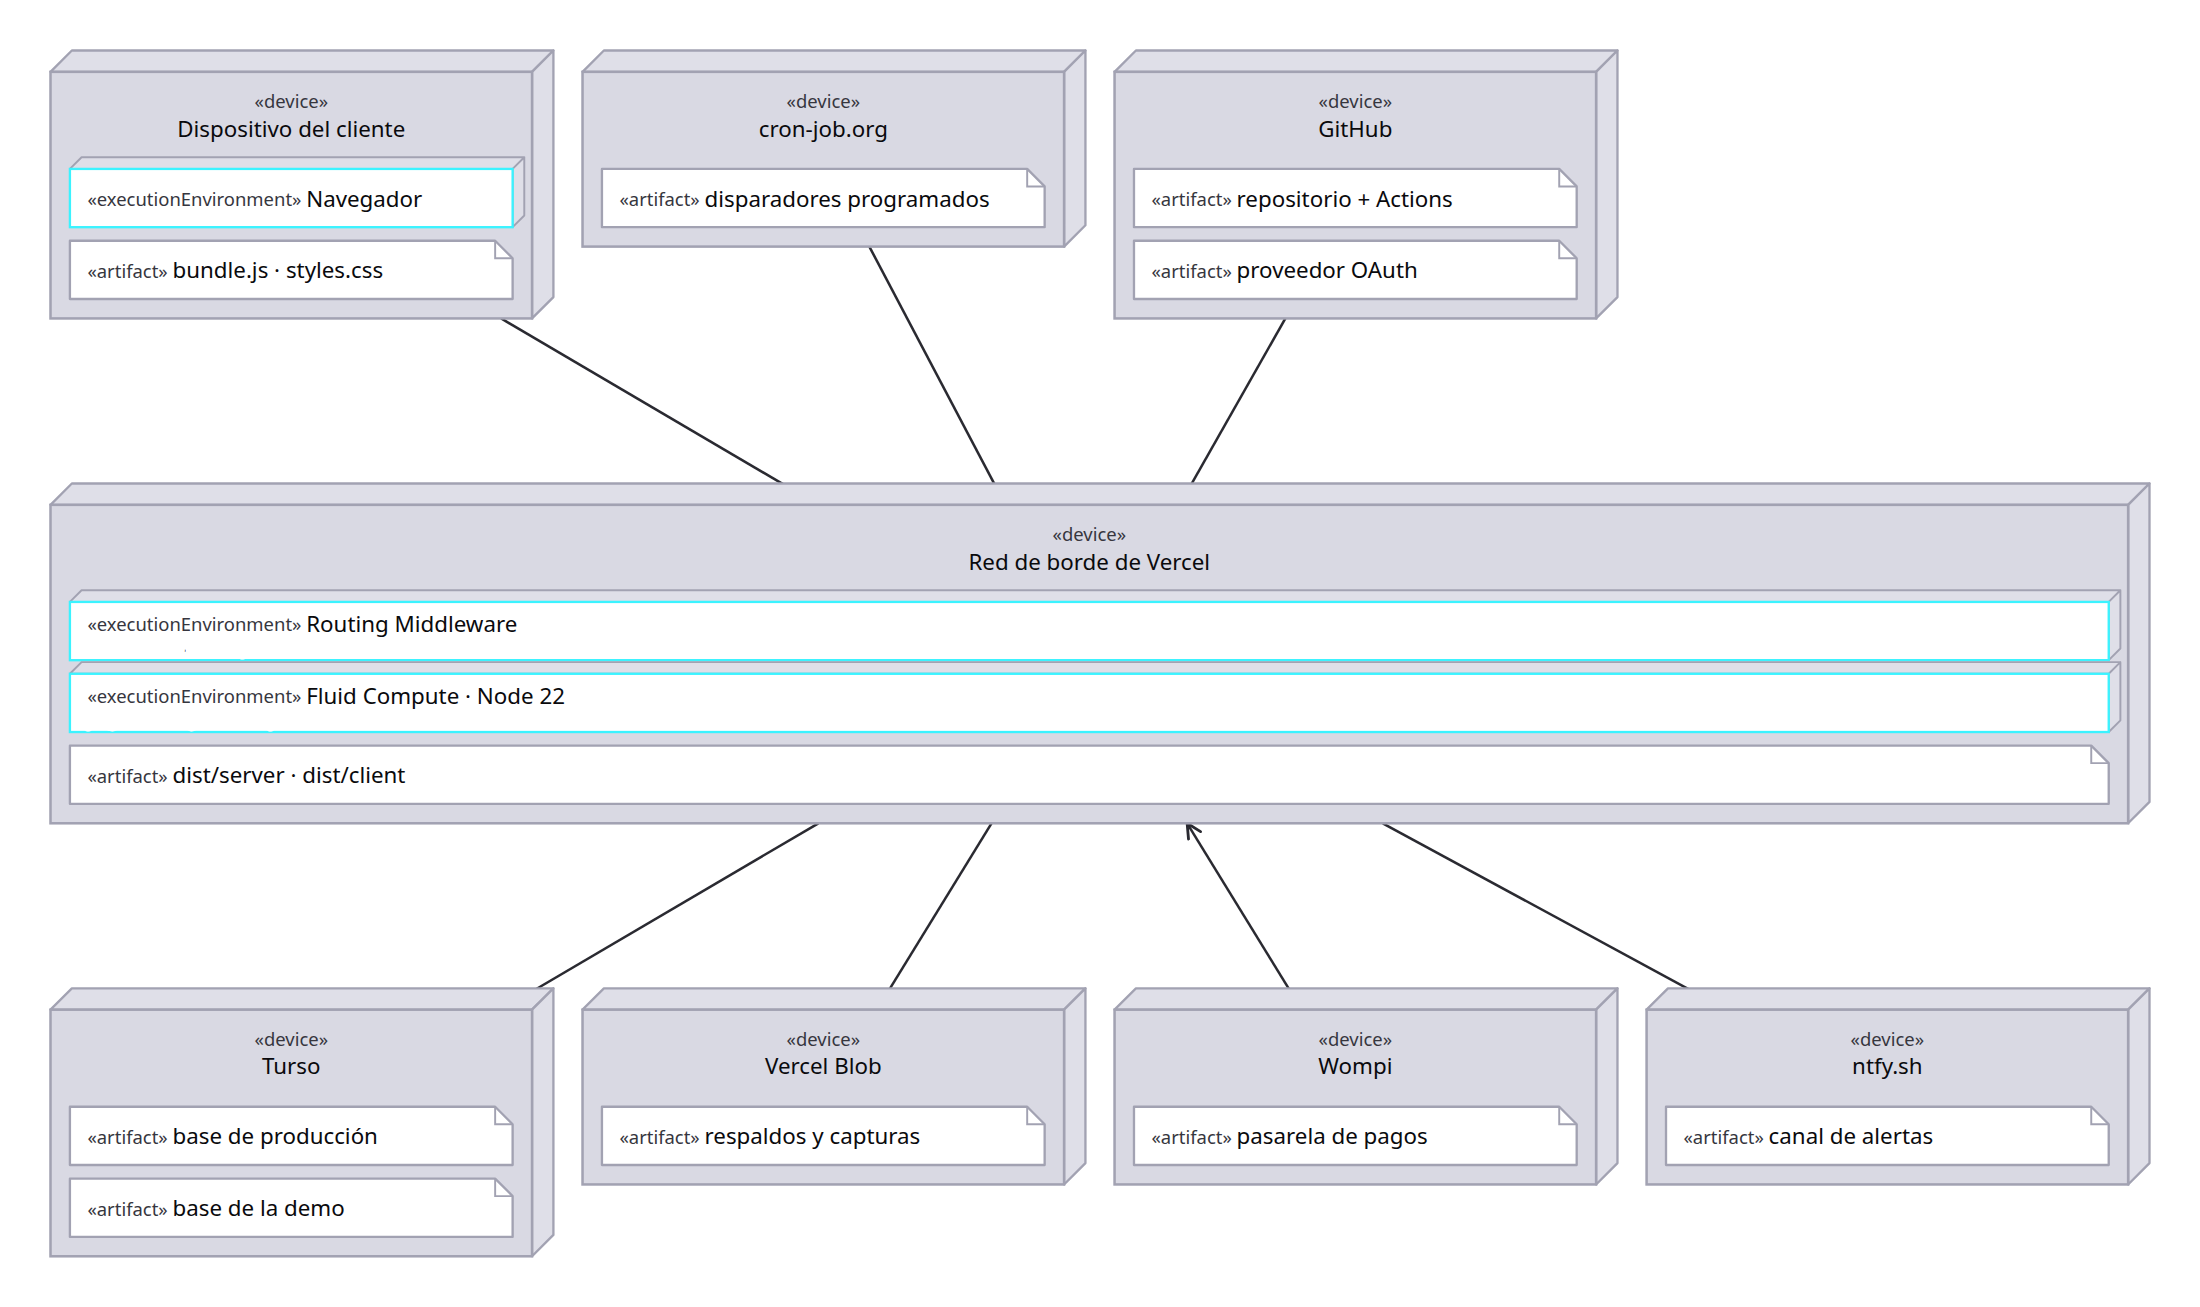 «device»
Dispositivo del cliente
«executionEnvironment» Navegador
«artifact» bundle.js · styles.css
«device»
cron-job.org
«artifact» disparadores programados
«device»
GitHub
«artifact» repositorio + Actions
«artifact» proveedor OAuth
«device»
Red de borde de Vercel
«executionEnvironment» Routing Middleware
«executionEnvironment» Fluid Compute · Node 22
«artifact» dist/server · dist/client
«device»
Turso
«artifact» base de producción
«artifact» base de la demo
«device»
Vercel Blob
«artifact» respaldos y capturas
«device»
Wompi
«artifact» pasarela de pagos
«device»
ntfy.sh
«artifact» canal de alertas